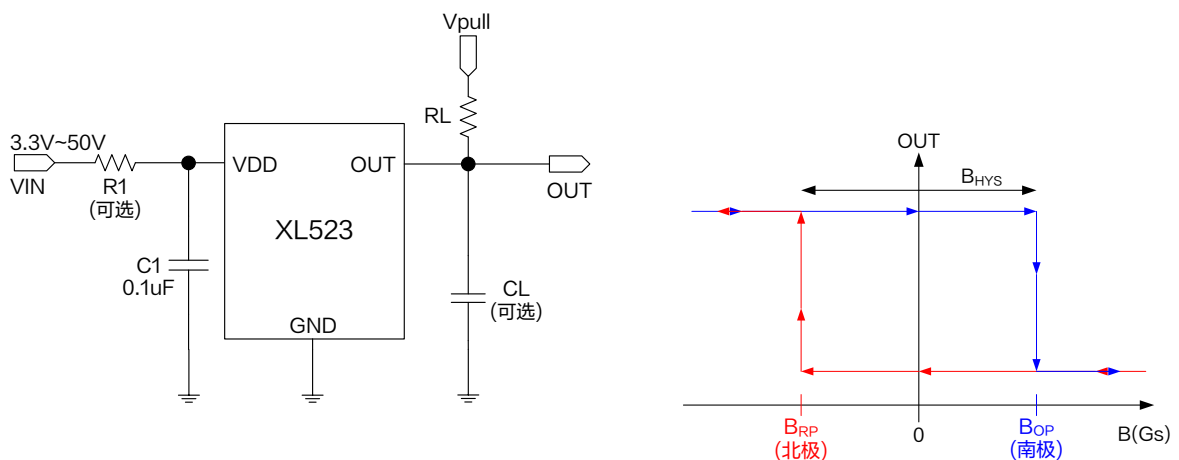 Vpull
RL
3.3V~50V
VIN
R1
(可选)
VDD
OUT
OUT
XL523
C1
0.1uF
CL
(可选)
GND
OUT
BHYS
BRP
(北极)
0
BOP
(南极)
B(Gs)